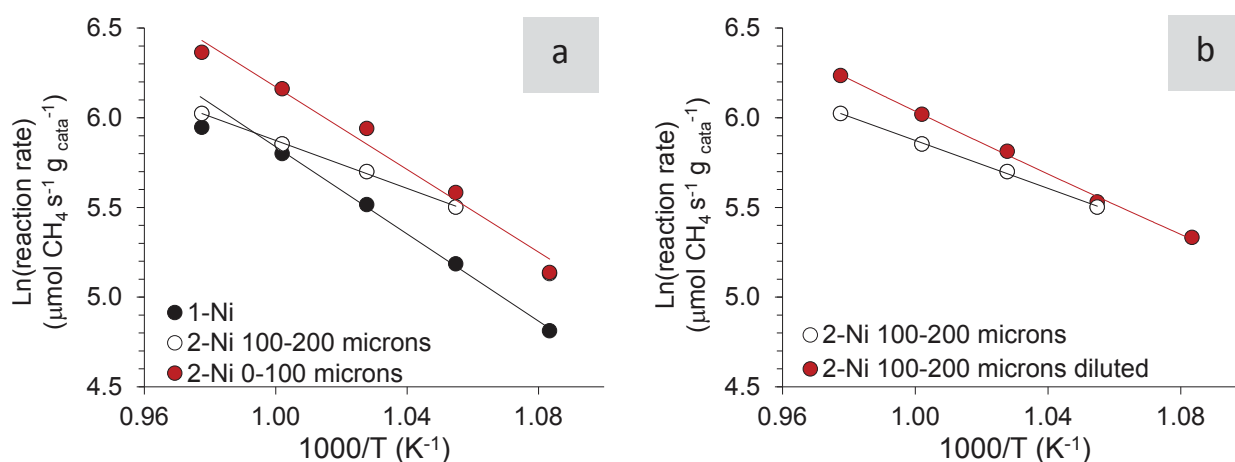 a
6.5
6.0
5.5
5.0
4.5
Ln(reaction rate)
(μmol CH₄ s⁻¹ g cata⁻¹)
1-Ni
2-Ni 100-200 microns
2-Ni 0-100 microns
0.96
1.00
1.04
1.08
1000/T (K⁻¹)
b
6.5
6.0
5.5
5.0
4.5
Ln(reaction rate)
(μmol CH₄ s⁻¹ g cata⁻¹)
2-Ni 100-200 microns
2-Ni 100-200 microns diluted
0.96
1.00
1.04
1.08
1000/T (K⁻¹)